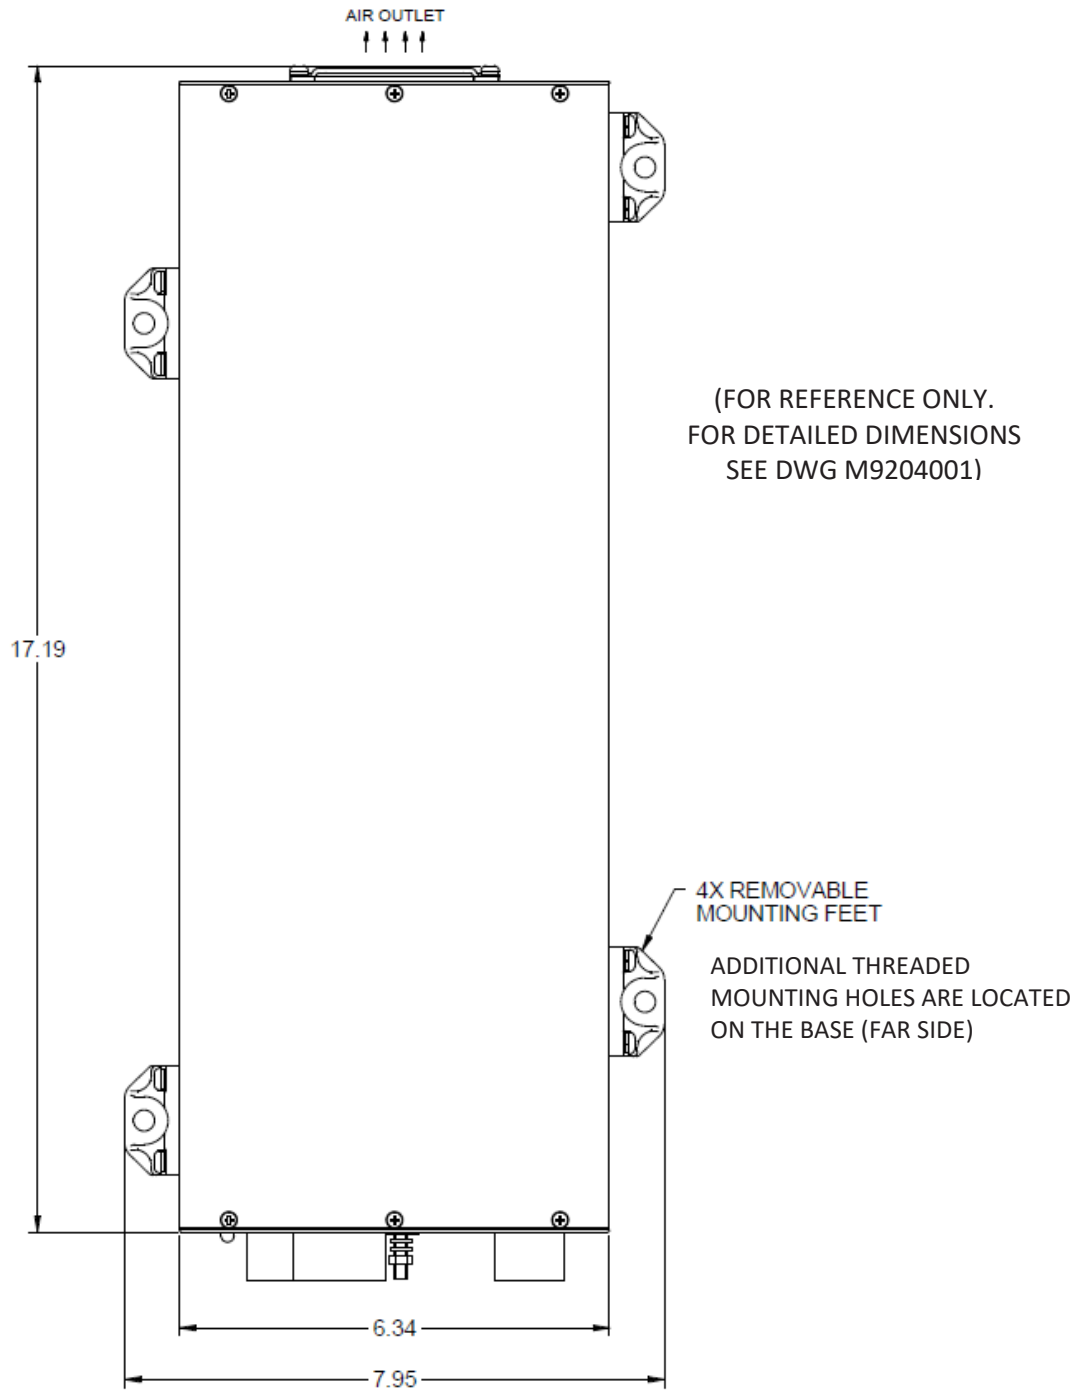 AIR OUTLET
(FOR REFERENCE ONLY.
FOR DETAILED DIMENSIONS
SEE DWG M9204001)
17.19
4X REMOVABLE
MOUNTING FEET
ADDITIONAL THREADED
MOUNTING HOLES ARE LOCATED
ON THE BASE (FAR SIDE)
6.34
7.95